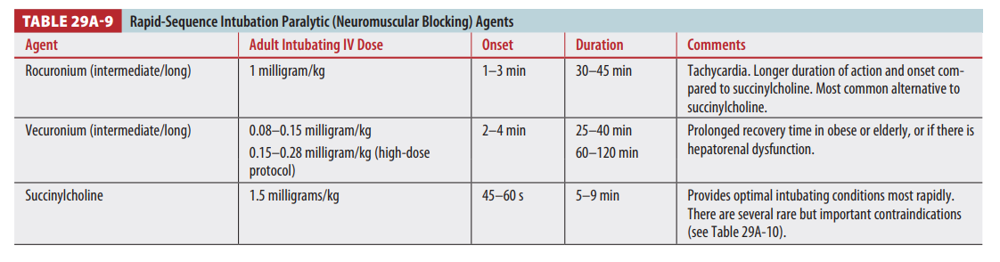 TABLE 29A-9 Rapid-Sequence Intubation Paralytic (Neuromuscular Blocking) Agents
Agent Adult Intubating IV Dose Onset Duration Comments
Rocuronium (intermediate/long) 1 milligram/kg 1–3 min 30–45 min Tachycardia. Longer duration of action and onset com-
pared to succinylcholine. Most common alternative to
succinylcholine.
Vecuronium (intermediate/long) 0.08–0.15 milligram/kg 2–4 min 25–40 min Prolonged recovery time in obese or elderly, or if there is
0.15–0.28 milligram/kg (high-dose 60–120 min hepatorenal dysfunction.
protocol)
Succinylcholine 1.5 milligrams/kg 45–60 s 5–9 min Provides optimal intubating conditions most rapidly.
There are several rare but important contraindications
(see Table 29A-10).